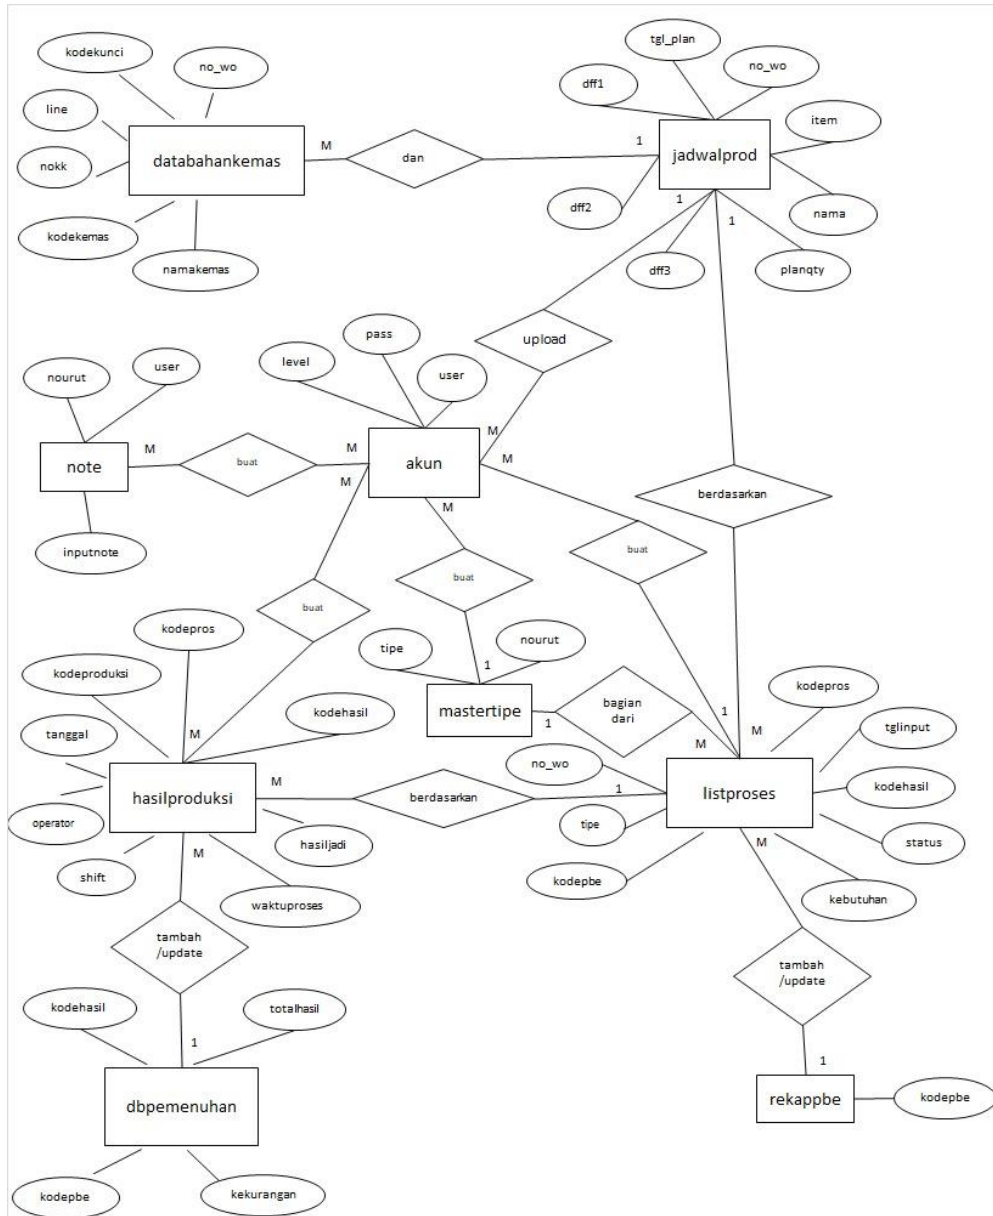 tgl_plan
kodekunci
no_wo
no_wo
dff1
line
item
M
databahankemas
dan
1
jadwalprod
nokk
dff2
1
1
nama
kodekemas
namakemas
dff3
planqty
pass
upload
user
level
user
nourut
M
M
M
M
note
buat
akun
M
M
berdasarkan
inputnote
buat
buat
buat
kodepros
tipe
nourut
kodeproduksi
1
kodehasil
mastertipe
bagian
dari
kodepros
1
1
M
M
M
tglinput
tanggal
no_wo
M
hasilproduksi
berdasarkan
1
listproses
kodehasil
operator
tipe
hasiljadi
status
M
M
shift
kodepbe
waktuproses
kebutuhan
tambah
/update
tambah
/update
kodehasil
totalhasil
1
1
dbpemenuhan
rekappbe
kodepbe
kodepbe
kekurangan